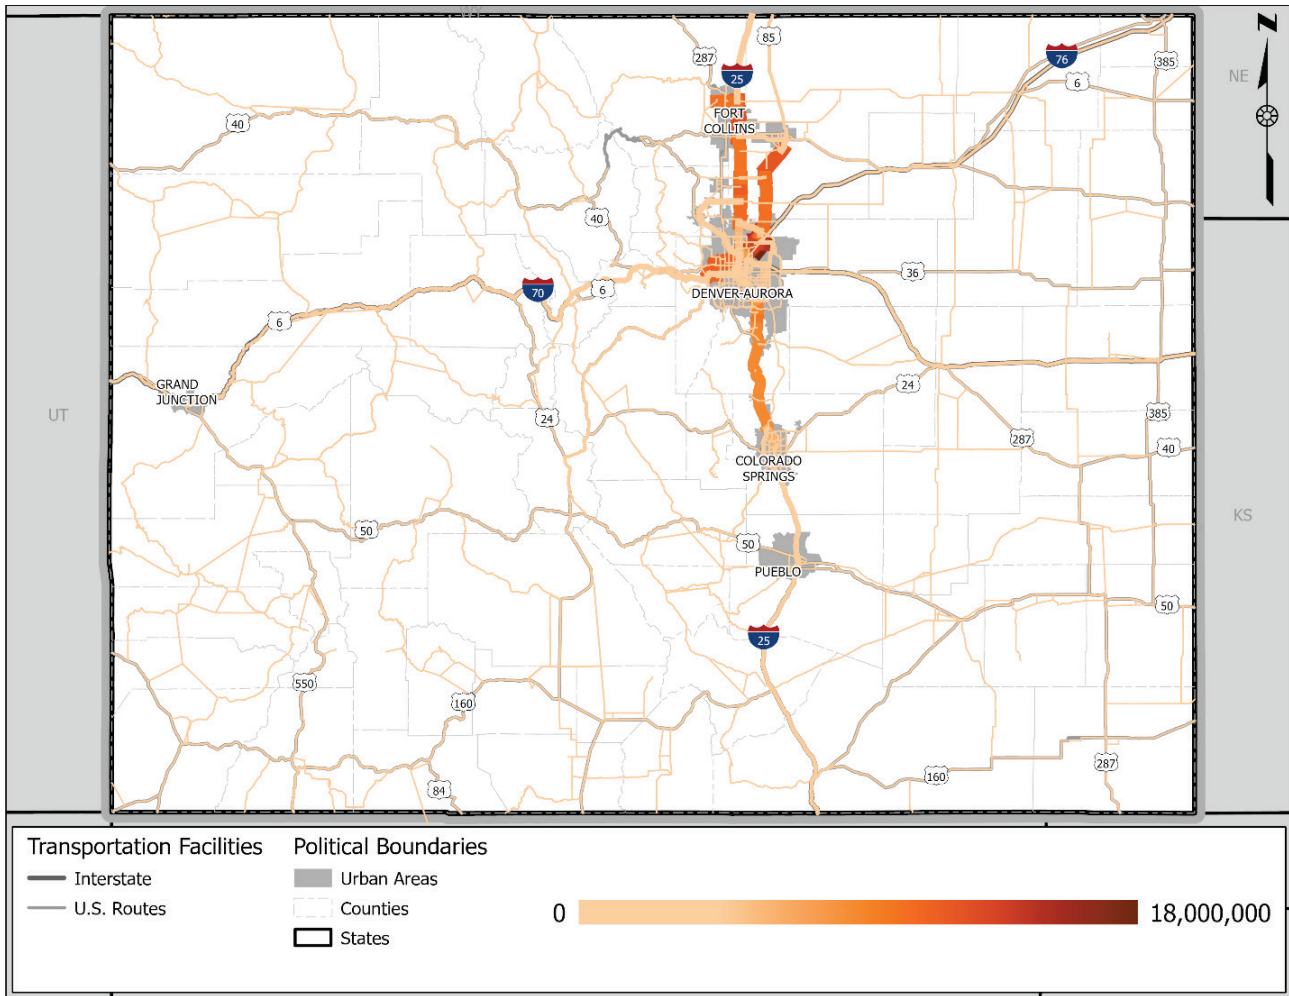 WY
85
287
25
76
385
6
NE
N
FORT
COLLINS
40
40
36
DENVER-AURORA
70
6
6
GRAND
JUNCTION
UT
24
24
385
287
40
COLORADO
SPRINGS
50
50
KS
PUEBLO
50
25
550
160
160
287
84
Transportation Facilities
Interstate
U.S. Routes
Political Boundaries
Urban Areas
Counties
States
0
18,000,000